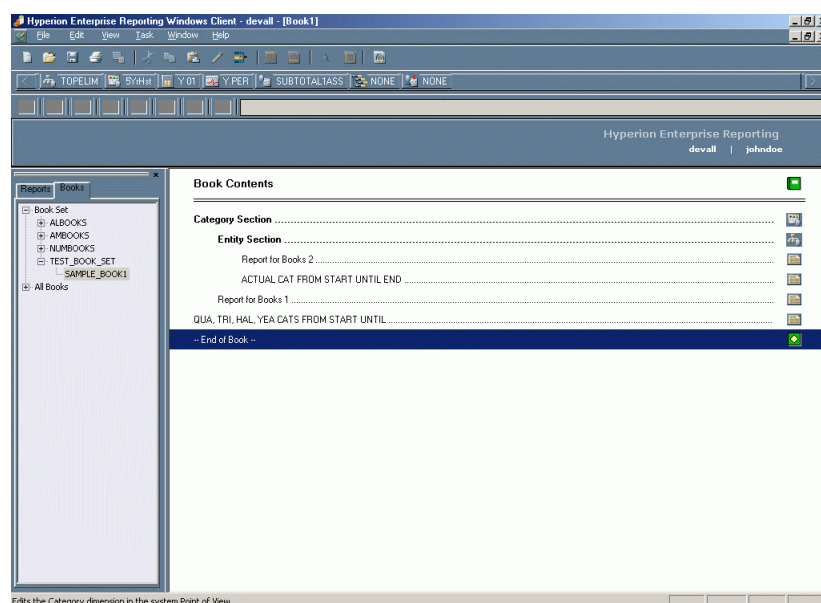 Hyperion Enterprise Reporting Windows Client - devall - [Book1]
File Edit View Task Window Help
TOPELIM 5YrHst Y 01 Y.PER SUBTOTAL1ASS NONE NONE
Hyperion Enterprise Reporting
devall | johndoe
Reports Books
Book Set
ALBOOKS
AMBOOKS
NUMBOOKS
TEST_BOOK_SET
SAMPLE_BOOK1
All Books
Book Contents
Category Section
Entity Section
Report for Books 2
ACTUAL CAT FROM START UNTIL END
Report for Books 1
QUA, TRI, HAL, YEA CATS FROM START UNTIL
-- End of Book --
Edits the Category dimension in the system Point of View